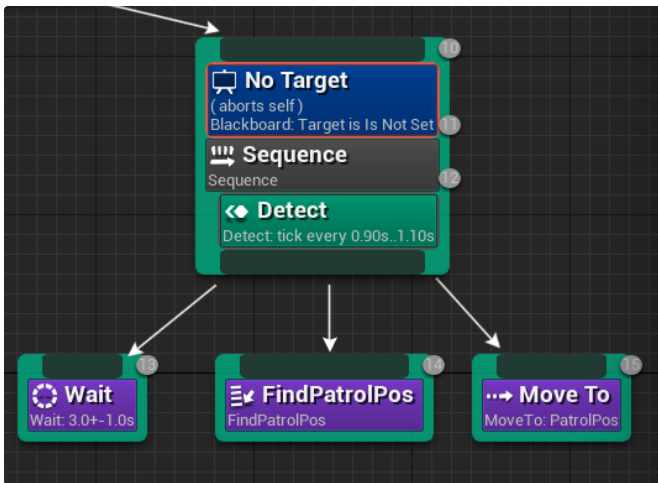 10
No Target
( aborts self )
Blackboard: Target is Is Not Set
11
Sequence
Sequence
12
Detect
Detect: tick every 0.90s..1.10s
13
Wait
Wait: 3.0+-1.0s
14
FindPatrolPos
FindPatrolPos
15
Move To
MoveTo: PatrolPos